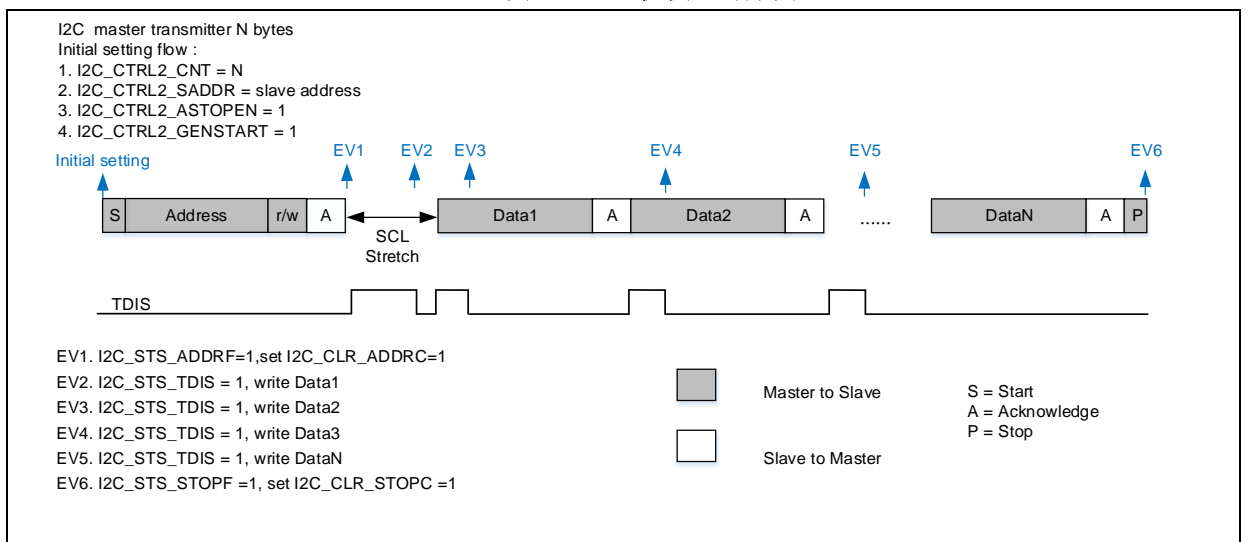 I2C master transmitter N bytes
Initial setting flow :
1. I2C_CTRL2_CNT = N
2. I2C_CTRL2_SADDR = slave address
3. I2C_CTRL2_ASTOPEN = 1
4. I2C_CTRL2_GENSTART = 1
Initial setting EV1 EV2 EV3 EV4 EV5 EV6
S Address r/w A Data1 A Data2 A ...... DataN A P
SCL
Stretch
TDIS
EV1. I2C_STS_ADDRF=1,set I2C_CLR_ADDRC=1
EV2. I2C_STS_TDIS = 1, write Data1
EV3. I2C_STS_TDIS = 1, write Data2
EV4. I2C_STS_TDIS = 1, write Data3
EV5. I2C_STS_TDIS = 1, write DataN
EV6. I2C_STS_STOPF =1, set I2C_CLR_STOPC =1
Master to Slave
Slave to Master
S = Start
A = Acknowledge
P = Stop